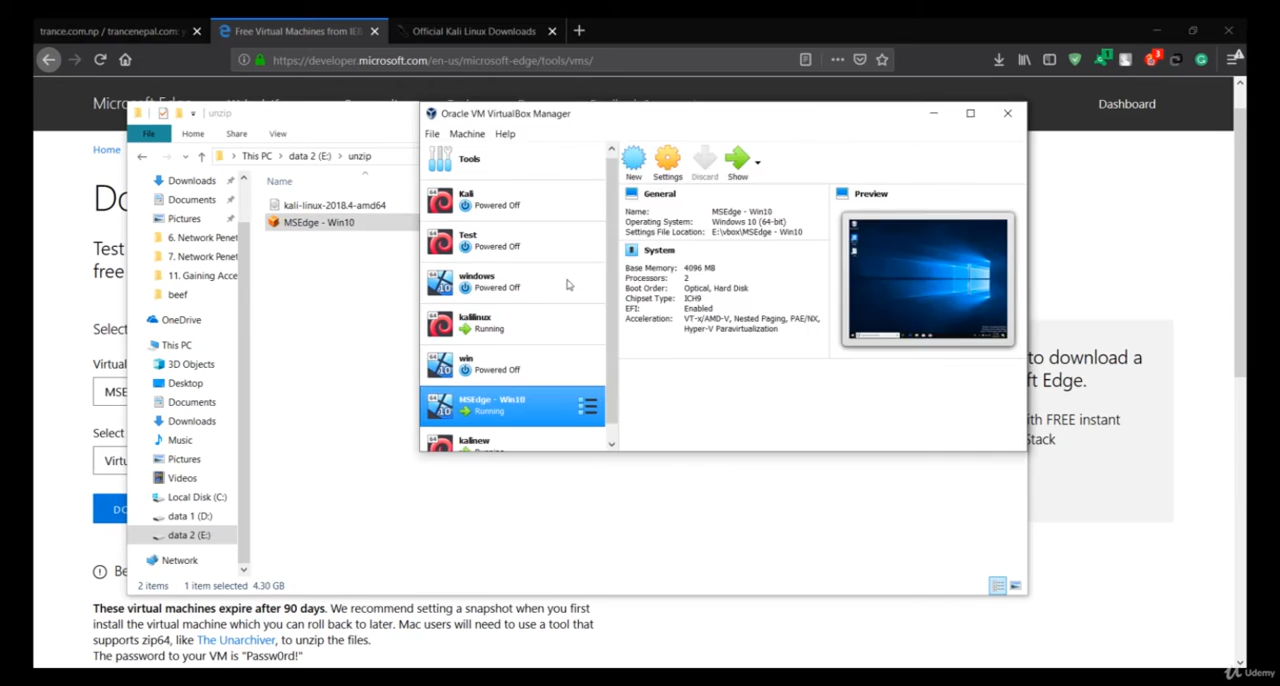 trance.com.np / trancenepal.com:
Free Virtual Machines from IE8
Official Kali Linux Downloads
https://developer.microsoft.com/en-us/microsoft-edge/tools/vms/
Dashboard
Home
Test
free
Select
Virtual
MSE
Select
Virtu
unzip
File
Home
Share
View
This PC
data 2 (E:)
unzip
Downloads
Documents
Pictures
6. Network Penet
7. Network Penet
11. Gaining Acce
beef
OneDrive
This PC
3D Objects
Desktop
Documents
Downloads
Music
Pictures
Videos
Local Disk (C:)
data 1 (D:)
data 2 (E:)
Network
Name
kali-linux-2018.4-amd64
MSEdge - Win10
2 items
1 item selected 4.30 GB
Oracle VM VirtualBox Manager
File
Machine
Help
Tools
Kali
Powered Off
Test
Powered Off
windows
Powered Off
kalilinux
Running
win
Powered Off
MSEdge - Win10
Running
kalinew
New
Settings
Discard
Show
General
Name: MSEdge - Win10
Operating System: Windows 10 (64-bit)
Settings File Location: E:\vbox\MSEdge - Win10
System
Base Memory: 4096 MB
Processors: 2
Boot Order: Optical, Hard Disk
Chipset Type: ICH9
EFI: Enabled
Acceleration: VT-x/AMD-V, Nested Paging, PAE/NX,
Hyper-V Paravirtualization
Preview
to download a
ft Edge.
with FREE instant
Stack
These virtual machines expire after 90 days. We recommend setting a snapshot when you first
install the virtual machine which you can roll back to later. Mac users will need to use a tool that
supports zip64, like The Unarchiver, to unzip the files.
The password to your VM is "Passw0rd!"
Udemy